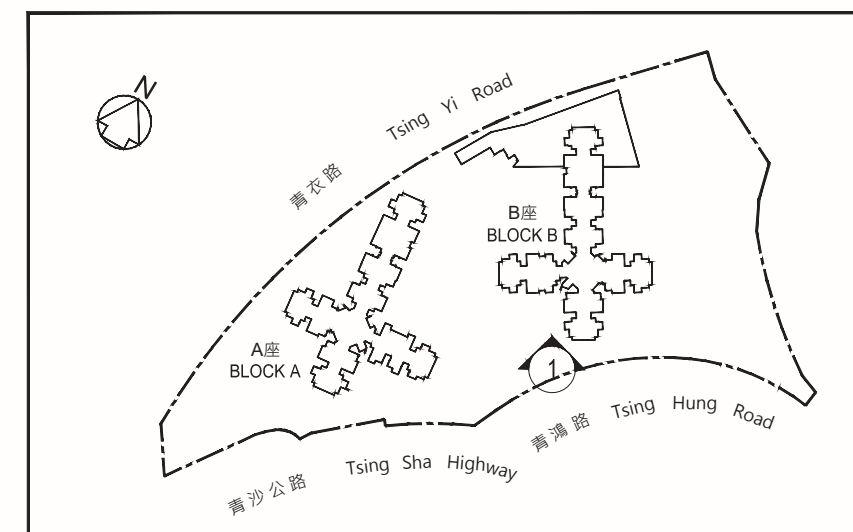 N
青衣路 Tsing Yi Road
B座
BLOCK B
A座
BLOCK A
1
青鴻路 Tsing Hung Road
青沙公路 Tsing Sha Highway